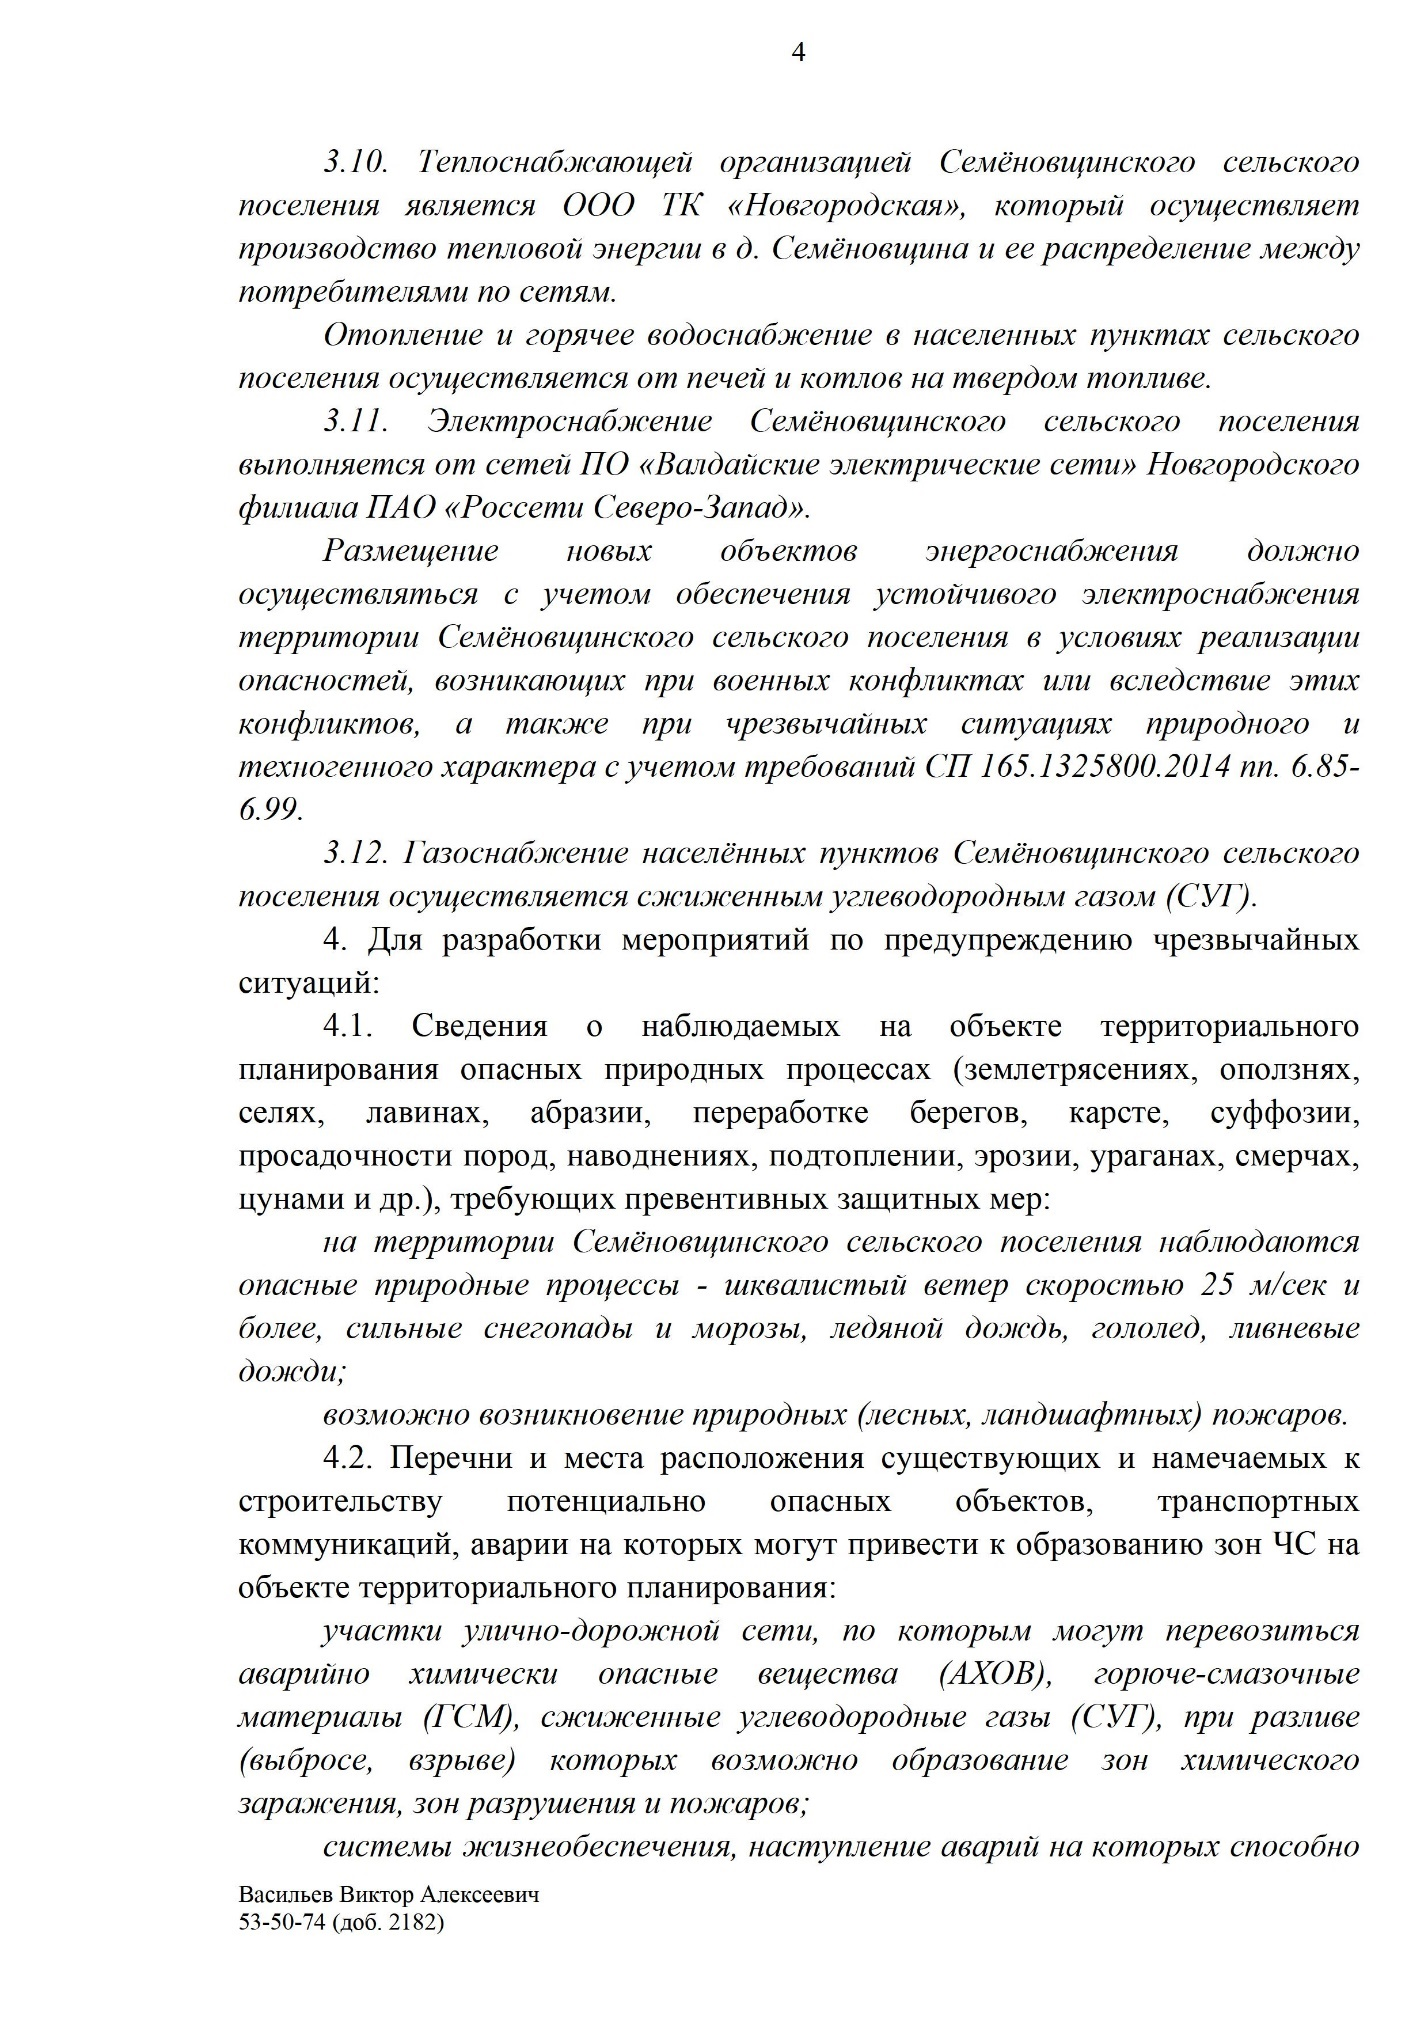 4
3.10. Теплоснабжающей организацией Семёновщинского сельского
поселения является ООО ТК «Новгородская», который осуществляет
производство тепловой энергии в д. Семёновщина и ее распределение между
потребителями по сетям.
Отопление и горячее водоснабжение в населенных пунктах сельского
поселения осуществляется от печей и котлов на твердом топливе.
3.11. Электроснабжение Семёновщинского сельского поселения
выполняется от сетей ПО «Валдайские электрические сети» Новгородского
филиала ПАО «Россети Северо-Запад».
Размещение новых объектов энергоснабжения должно
осуществляться с учетом обеспечения устойчивого электроснабжения
территории Семёновщинского сельского поселения в условиях реализации
опасностей, возникающих при военных конфликтах или вследствие этих
конфликтов, а также при чрезвычайных ситуациях природного и
техногенного характера с учетом требований СП 165.1325800.2014 пп. 6.85-
6.99.
3.12. Газоснабжение населённых пунктов Семёновщинского сельского
поселения осуществляется сжиженным углеводородным газом (СУГ).
4. Для разработки мероприятий по предупреждению чрезвычайных
ситуаций:
4.1. Сведения о наблюдаемых на объекте территориального
планирования опасных природных процессах (землетрясениях, оползнях,
селях, лавинах, абразии, переработке берегов, карсте, суффозии,
просадочности пород, наводнениях, подтоплении, эрозии, ураганах, смерчах,
цунами и др.), требующих превентивных защитных мер:
на территории Семёновщинского сельского поселения наблюдаются
опасные природные процессы - шквалистый ветер скоростью 25 м/сек и
более, сильные снегопады и морозы, ледяной дождь, гололед, ливневые
дожди;
возможно возникновение природных (лесных, ландшафтных) пожаров.
4.2. Перечни и места расположения существующих и намечаемых к
строительству потенциально опасных объектов, транспортных
коммуникаций, аварии на которых могут привести к образованию зон ЧС на
объекте территориального планирования:
участки улично-дорожной сети, по которым могут перевозиться
аварийно химически опасные вещества (АХОВ), горюче-смазочные
материалы (ГСМ), сжиженные углеводородные газы (СУГ), при разливе
(выбросе, взрыве) которых возможно образование зон химического
заражения, зон разрушения и пожаров;
системы жизнеобеспечения, наступление аварий на которых способно
Васильев Виктор Алексеевич
53-50-74 (доб. 2182)